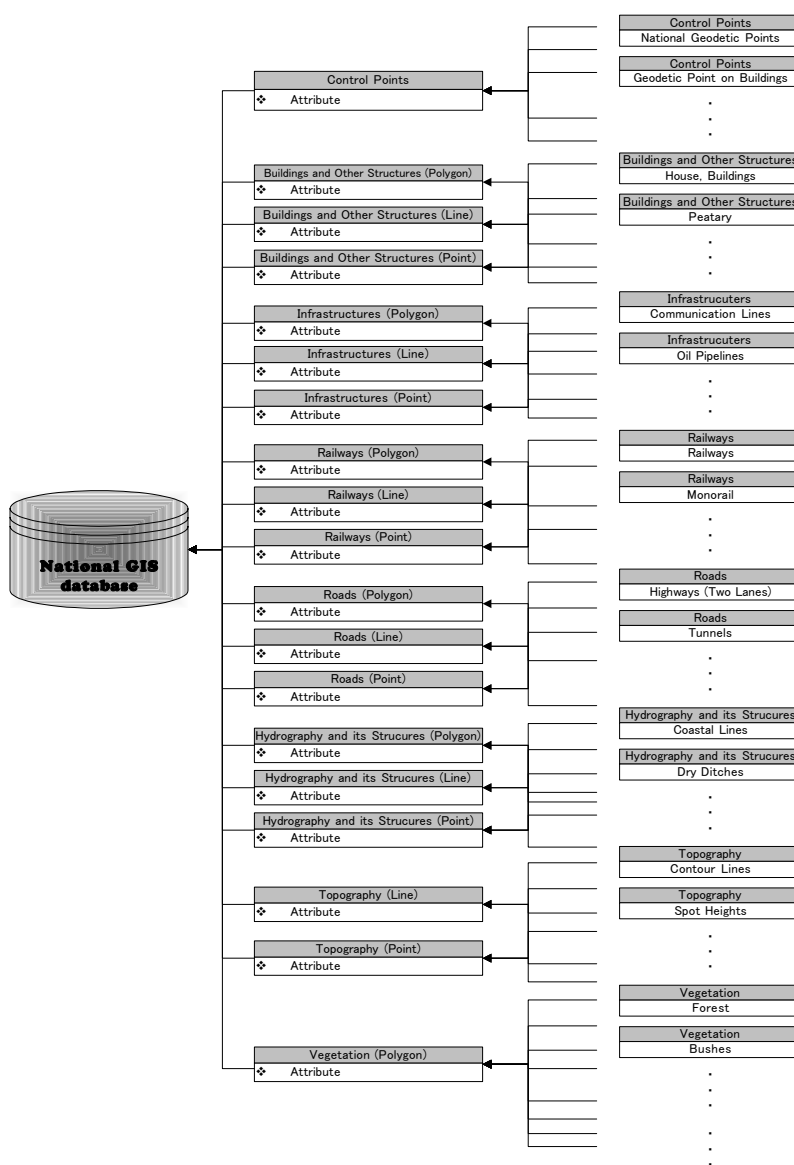 National GIS
database
Control Points
❖ Attribute
Buildings and Other Structures (Polygon)
❖ Attribute
Buildings and Other Structures (Line)
❖ Attribute
Buildings and Other Structures (Point)
❖ Attribute
Infrastructures (Polygon)
❖ Attribute
Infrastructures (Line)
❖ Attribute
Infrastructures (Point)
❖ Attribute
Railways (Polygon)
❖ Attribute
Railways (Line)
❖ Attribute
Railways (Point)
❖ Attribute
Roads (Polygon)
❖ Attribute
Roads (Line)
❖ Attribute
Roads (Point)
❖ Attribute
Hydrography and its Strucures (Polygon)
❖ Attribute
Hydrography and its Strucures (Line)
❖ Attribute
Hydrography and its Strucures (Point)
❖ Attribute
Topography (Line)
❖ Attribute
Topography (Point)
❖ Attribute
Vegetation (Polygon)
❖ Attribute
Control Points
National Geodetic Points
Control Points
Geodetic Point on Buildings
Buildings and Other Structures
House, Buildings
Buildings and Other Structures
Peatary
Infrastrucuters
Communication Lines
Infrastrucuters
Oil Pipelines
Railways
Railways
Railways
Monorail
Roads
Highways (Two Lanes)
Roads
Tunnels
Hydrography and its Strucures
Coastal Lines
Hydrography and its Strucures
Dry Ditches
Topography
Contour Lines
Topography
Spot Heights
Vegetation
Forest
Vegetation
Bushes